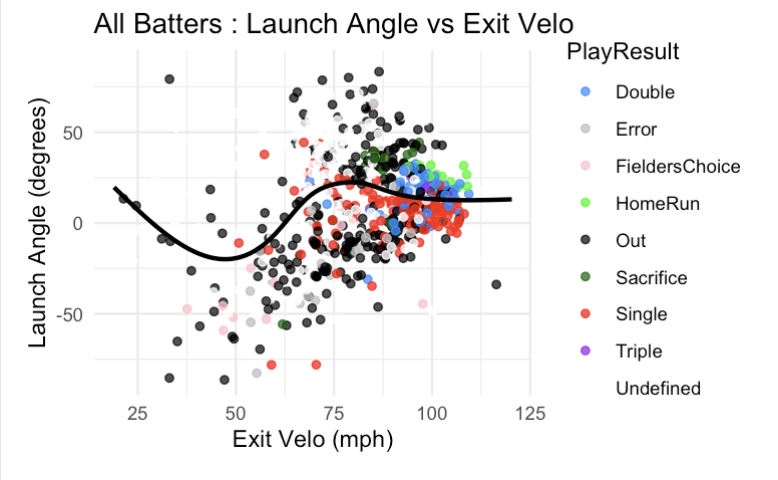 All Batters : Launch Angle vs Exit Velo
PlayResult
Double
Error
FieldersChoice
HomeRun
Out
Sacrifice
Single
Triple
Undefined
Launch Angle (degrees)
50
0
-50
25 50 75 100 125
Exit Velo (mph)